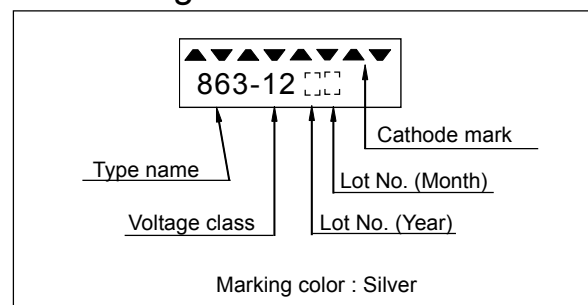 863-12
Cathode mark
Type name
Lot No. (Month)
Voltage class
Lot No. (Year)
Marking color : Silver